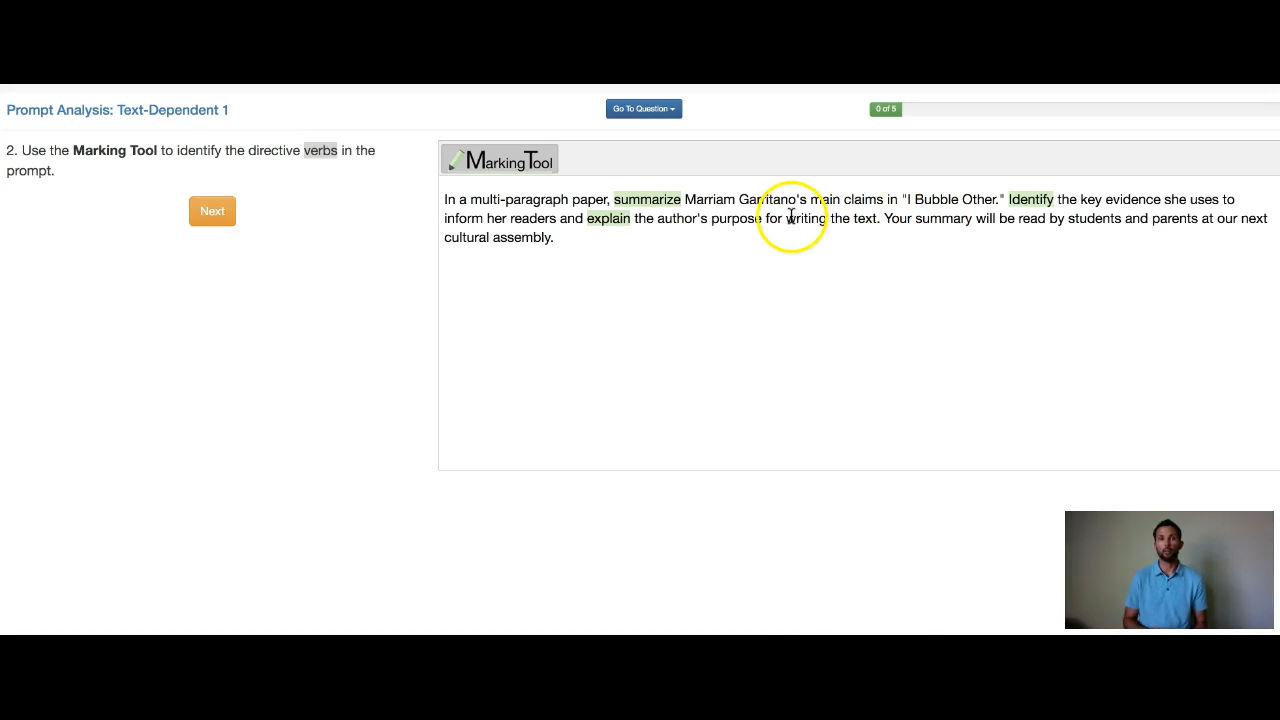 Prompt Analysis: Text-Dependent 1
Go To Question
0 of 5
2. Use the Marking Tool to identify the directive verbs in the
prompt.
Next
MarkingTool
In a multi-paragraph paper, summarize Marriam Garritano's main claims in "I Bubble Other." Identify the key evidence she uses to
inform her readers and explain the author's purpose for writing the text. Your summary will be read by students and parents at our next
cultural assembly.